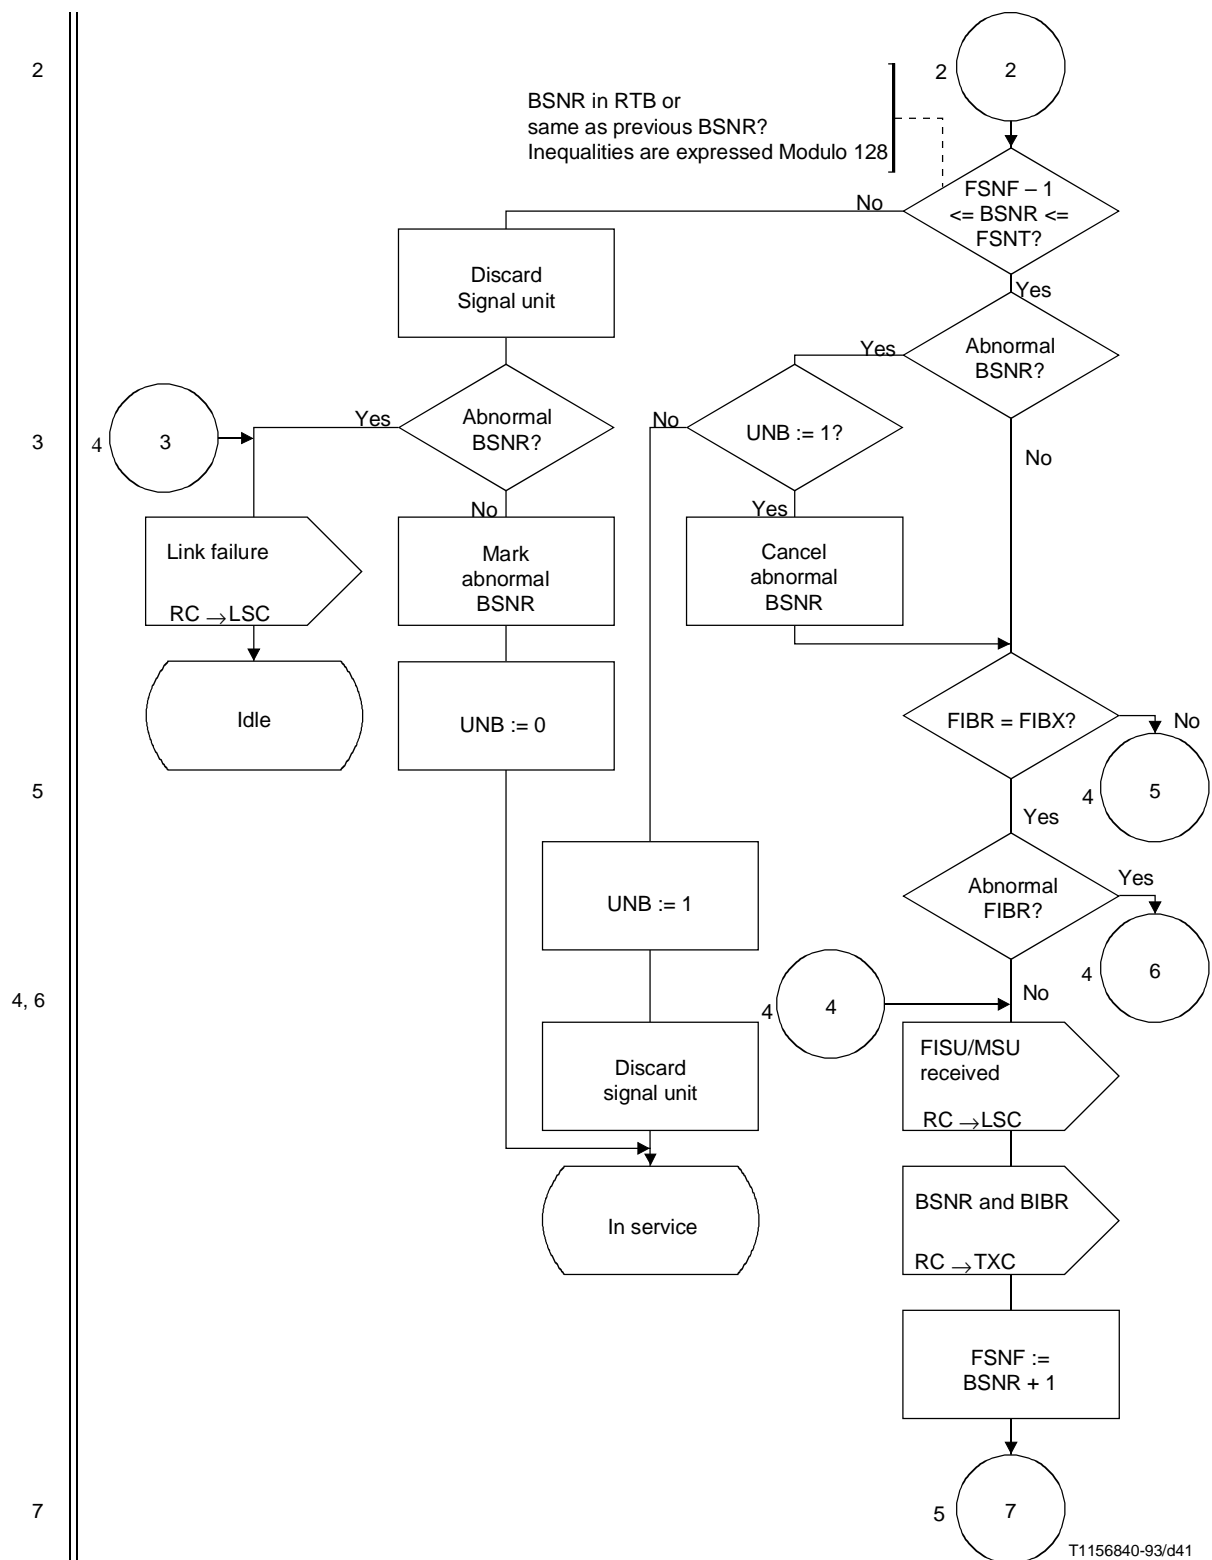 2
2
2
BSNR in RTB or
same as previous BSNR?
Inequalities are expressed Modulo 128
FSNF – 1
<= BSNR <=
FSNT?
No
Yes
Discard
Signal unit
Abnormal
BSNR?
Yes
No
3
4
3
Yes
Abnormal
BSNR?
No
No
UNB := 1?
Yes
Link failure
RC → LSC
Mark
abnormal
BSNR
Cancel
abnormal
BSNR
Idle
UNB := 0
FIBR = FIBX?
No
Yes
5
4
5
UNB := 1
Abnormal
FIBR?
Yes
No
4
6
4, 6
4
4
Discard
signal unit
FISU/MSU
received
RC → LSC
In service
BSNR and BIBR
RC → TXC
FSNF :=
BSNR + 1
7
5
7
T1156840-93/d41